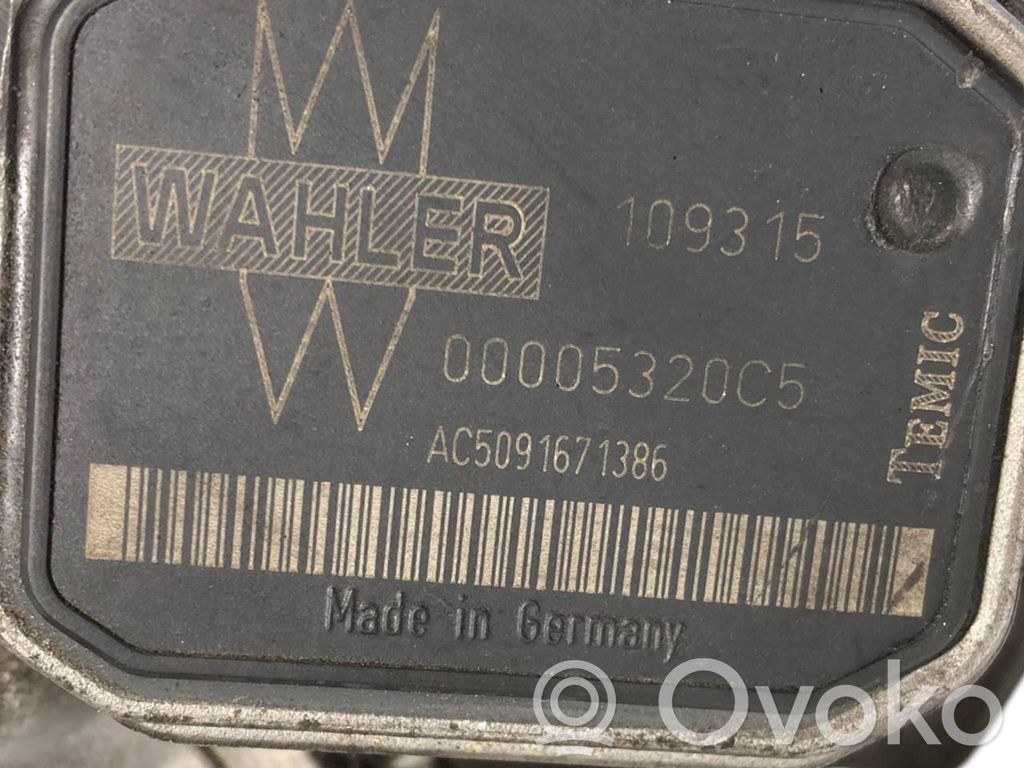 WAHLER
109315
00005320C5
TEMIC
AC5091671386
Made in Germany
Ovoko